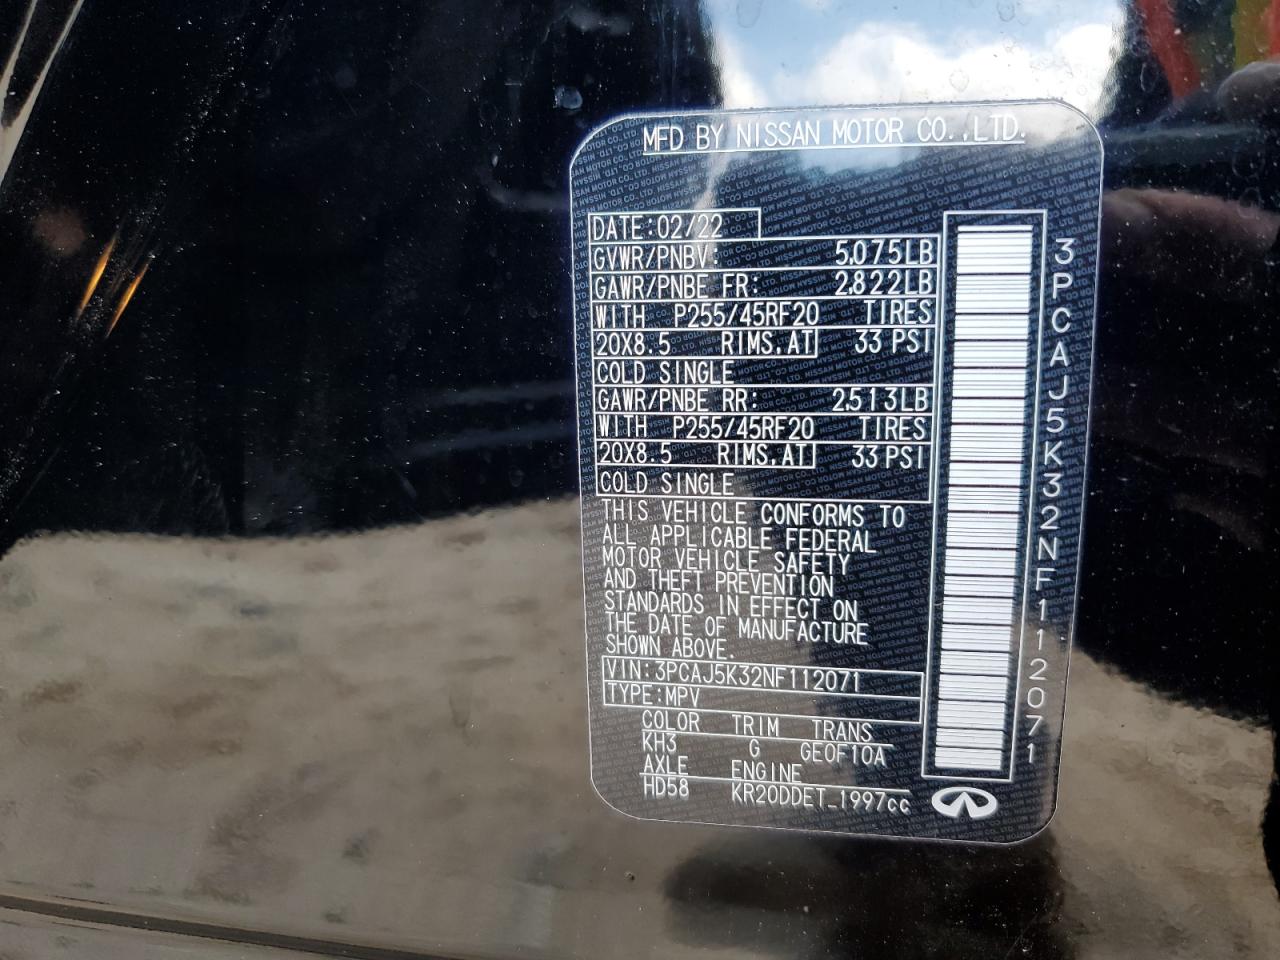 MFD BY NISSAN MOTOR CO.,LTD.
DATE:02/22
GVWR/PNBV: 5075LB
GAWR/PNBE FR: 2822LB
WITH P255/45RF20 TIRES
20X8.5 RIMS,AT 33 PSI
COLD SINGLE
GAWR/PNBE RR: 2513LB
WITH P255/45RF20 TIRES
20X8.5 RIMS,AT 33 PSI
COLD SINGLE
THIS VEHICLE CONFORMS TO
ALL APPLICABLE FEDERAL
MOTOR VEHICLE SAFETY
AND THEFT PREVENTION
STANDARDS IN EFFECT ON
THE DATE OF MANUFACTURE
SHOWN ABOVE.
VIN:3PCAJ5K32NF112071
TYPE:MPV
COLOR TRIM TRANS
KH3 G GE0F10A
AXLE ENGINE
HD58 KR20DDET_1997cc
3PCAJ5K32NF112071